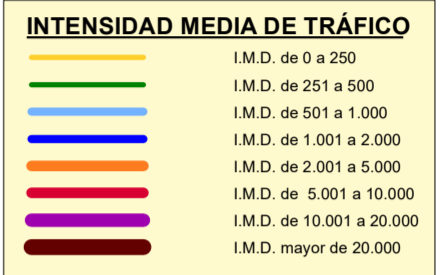 INTENSIDAD MEDIA DE TRÁFICO
I.M.D. de 0 a 250
I.M.D. de 251 a 500
I.M.D. de 501 a 1.000
I.M.D. de 1.001 a 2.000
I.M.D. de 2.001 a 5.000
I.M.D. de 5.001 a 10.000
I.M.D. de 10.001 a 20.000
I.M.D. mayor de 20.000